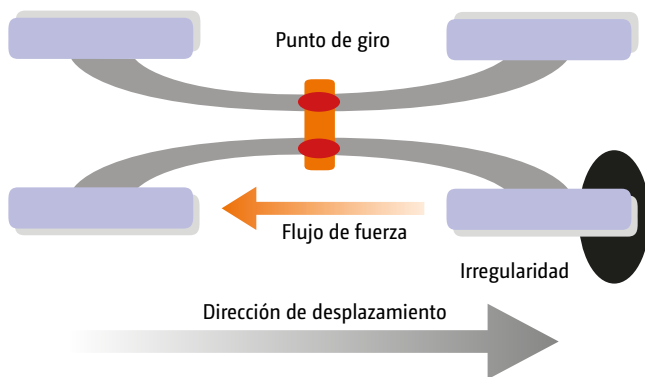 Punto de giro
Flujo de fuerza
Irregularidad
Dirección de desplazamiento